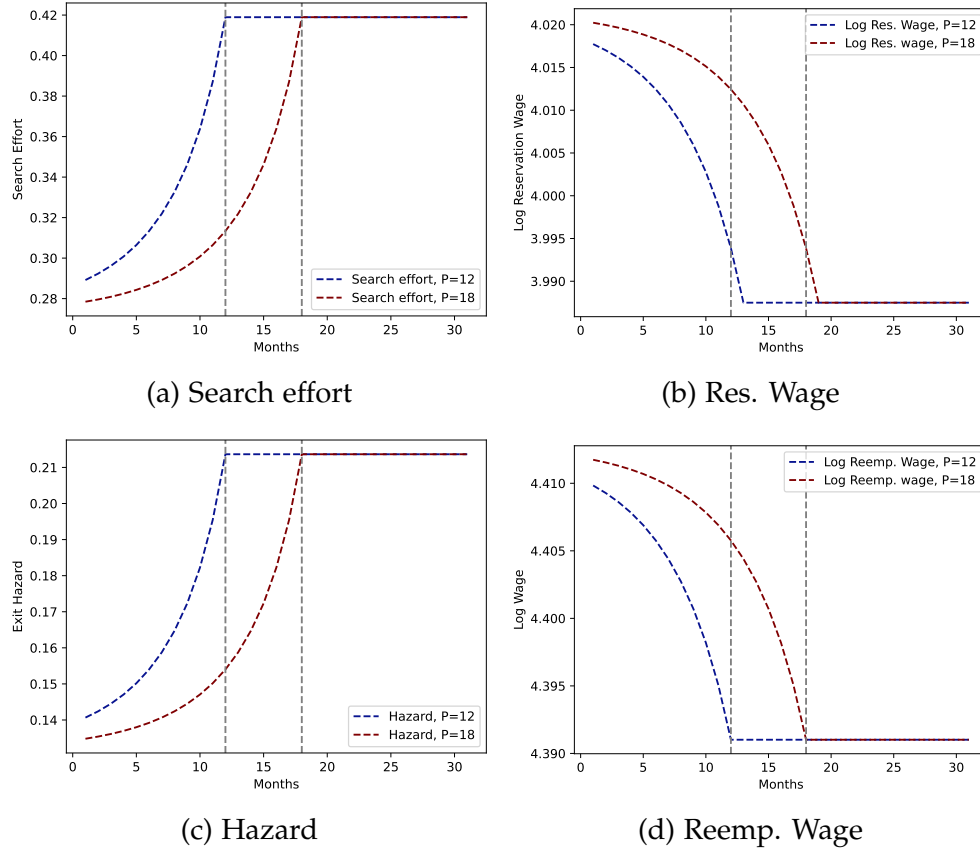 0.42
0.40
0.38
0.36
0.34
0.32
0.30
0.28
Search Effort
0 5 10 15 20 25 30
Months
Search effort, P=12
Search effort, P=18
(a) Search effort
4.020
4.015
4.010
4.005
4.000
3.995
3.990
Log Reservation Wage
0 5 10 15 20 25 30
Months
Log Res. Wage, P=12
Log Res. wage, P=18
(b) Res. Wage
0.21
0.20
0.19
0.18
0.17
0.16
0.15
0.14
Exit Hazard
0 5 10 15 20 25 30
Months
Hazard, P=12
Hazard, P=18
(c) Hazard
4.410
4.405
4.400
4.395
4.390
Log Wage
0 5 10 15 20 25 30
Months
Log Reemp. Wage, P=12
Log Reemp. wage, P=18
(d) Reemp. Wage